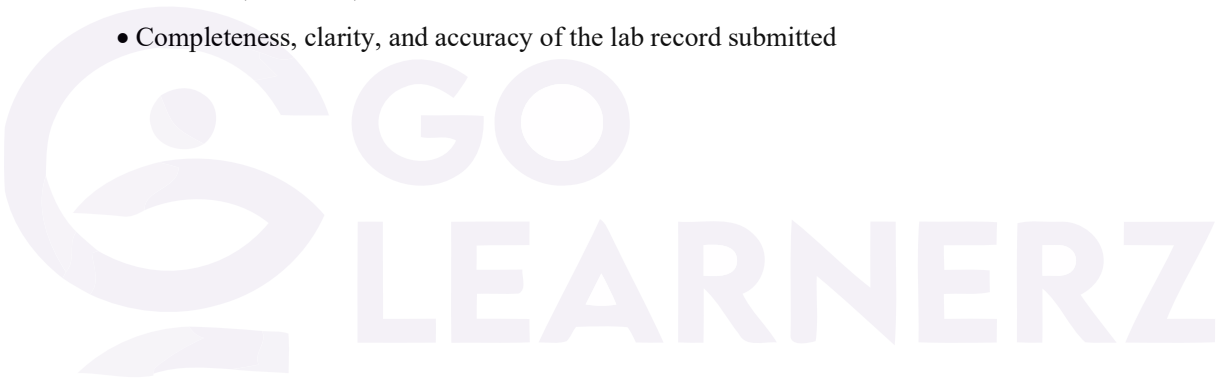 • Completeness, clarity, and accuracy of the lab record submitted
GO
LEARNERZ